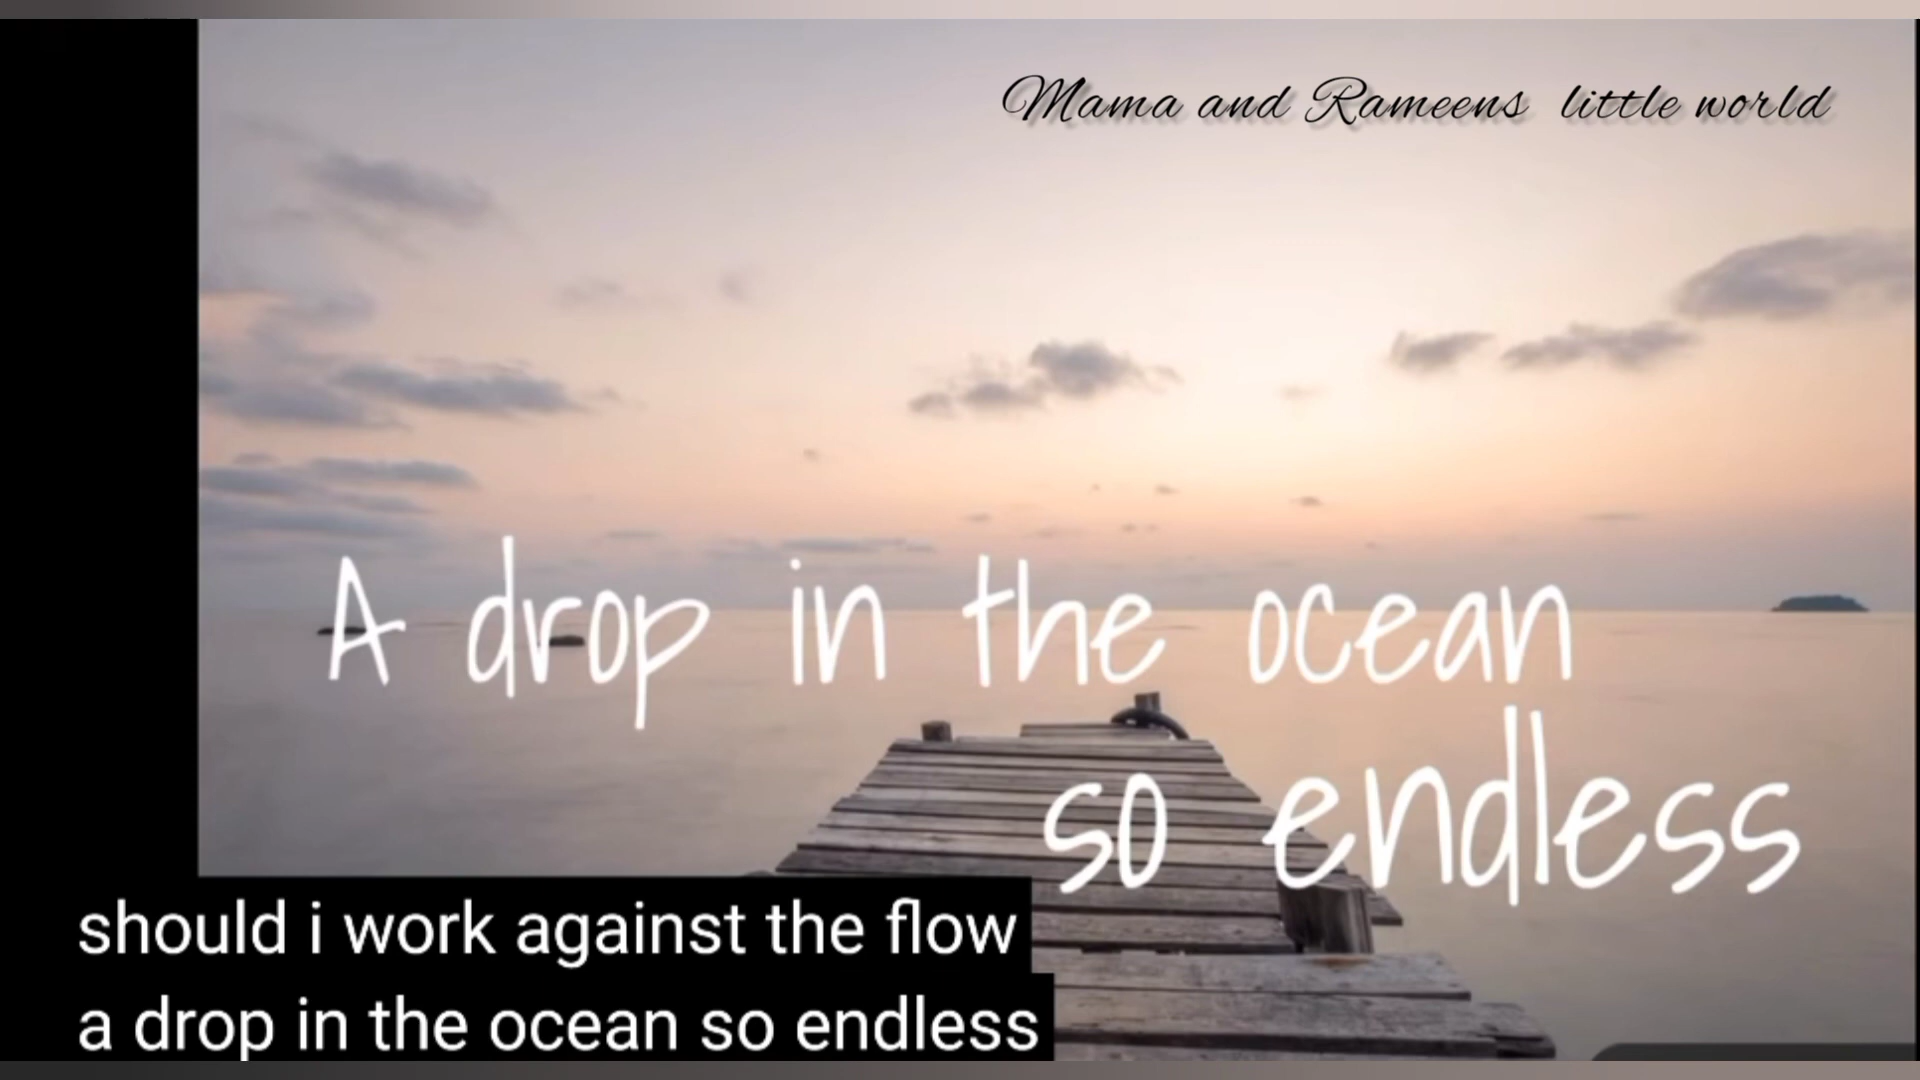 Mama and Rameens little world
A drop in the ocean
so endless
should i work against the flow
a drop in the ocean so endless